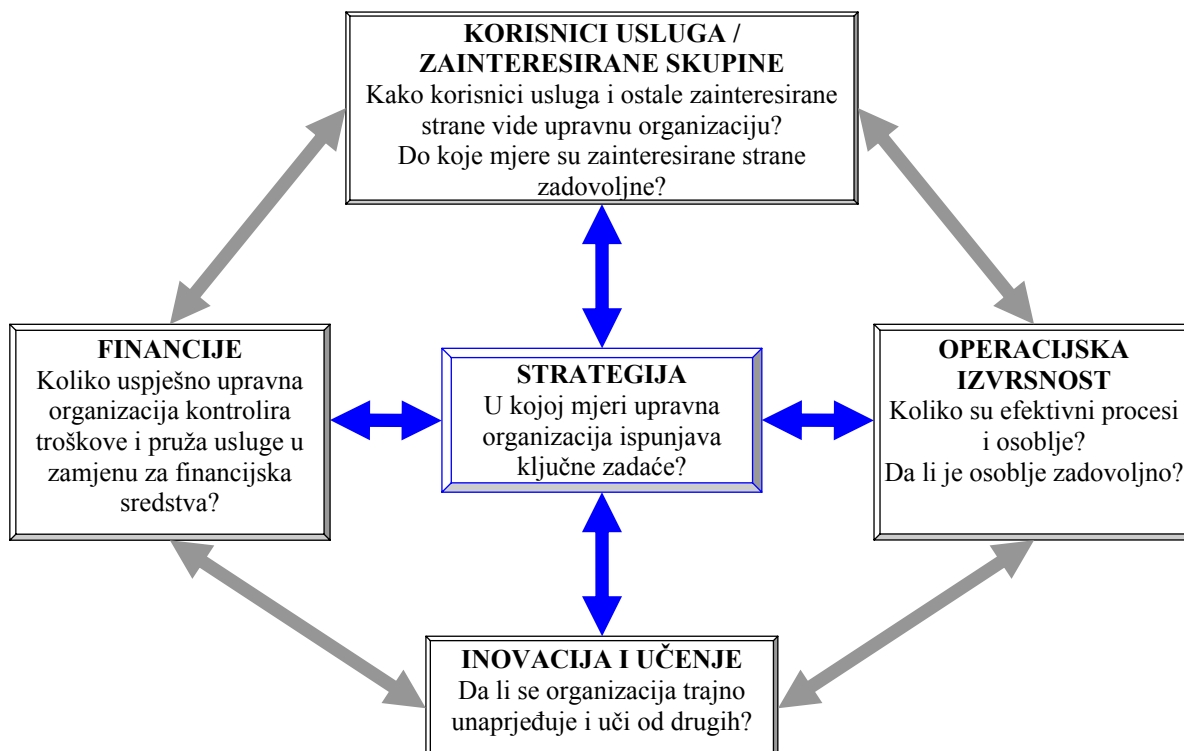 KORISNICI USLUGA /
ZAINTERESIRANE SKUPINE
Kako korisnici usluga i ostale zainteresirane
strane vide upravnu organizaciju?
Do koje mjere su zainteresirane strane
zadovoljne?
FINANCIJE
Koliko uspješno upravna
organizacija kontrolira
troškove i pruža usluge u
zamjenu za financijska
sredstva?
STRATEGIJA
U kojoj mjeri upravna
organizacija ispunjava
ključne zadaće?
OPERACIJSKA
IZVRSNOST
Koliko su efektivni procesi
i osoblje?
Da li je osoblje zadovoljno?
INOVACIJA I UČENJE
Da li se organizacija trajno
unaprjeđuje i uči od drugih?